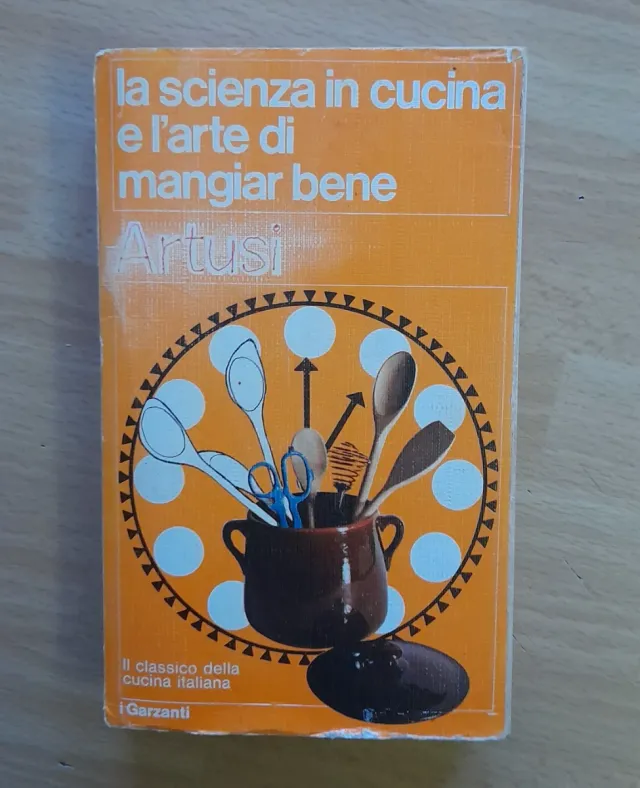 la scienza in cucina
e l'arte di
mangiar bene
Artusi
Il classico della
cucina italiana
i Garzanti